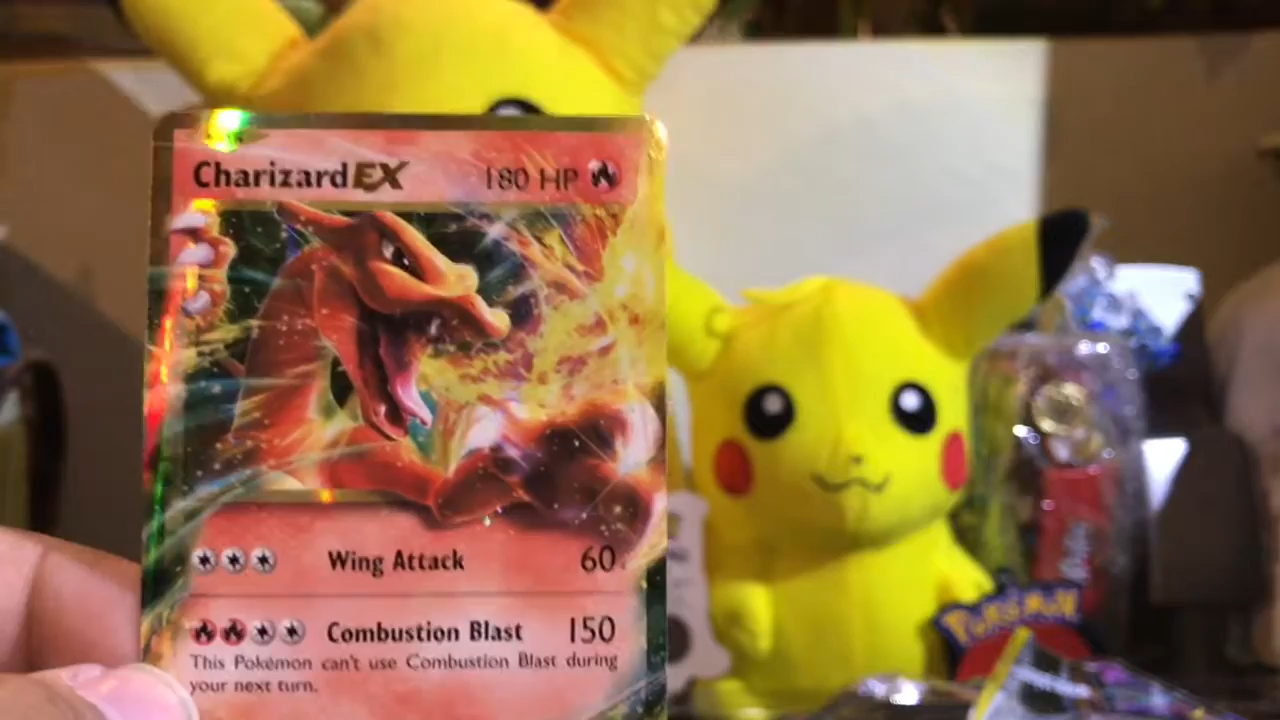 Charizard EX 180 HP
Wing Attack 60
Combustion Blast 150
This Pokémon can't use Combustion Blast during
your next turn.
POKéMON